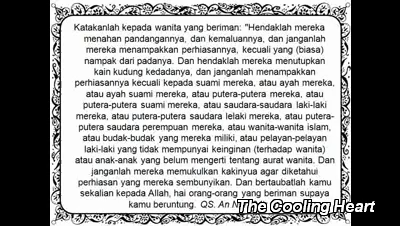 Katakanlah kepada wanita yang beriman: "Hendaklah mereka
menahan pandangannya, dan kemaluannya, dan janganlah
mereka menampakkan perhiasannya, kecuali yang (biasa)
nampak dari padanya. Dan hendaklah mereka menutupkan
kain kudung kedadanya, dan janganlah menampakkan
perhiasannya kecuali kepada suami mereka, atau ayah mereka,
atau ayah suami mereka, atau putera-putera mereka, atau
putera-putera suami mereka, atau saudara-saudara laki-laki
mereka, atau putera-putera saudara lelaki mereka, atau putera-
putera saudara perempuan mereka, atau wanita-wanita islam,
atau budak-budak yang mereka miliki, atau pelayan-pelayan
laki-laki yang tidak mempunyai keinginan (terhadap wanita)
atau anak-anak yang belum mengerti tentang aurat wanita. Dan
janganlah mereka memukulkan kakinyua agar diketahui
perhiasan yang mereka sembunyikan. Dan bertaubatlah kamu
sekalian kepada Allah, hai orang-orang yang beriman supaya
kamu beruntung. QS. An N
The Cooling Heart